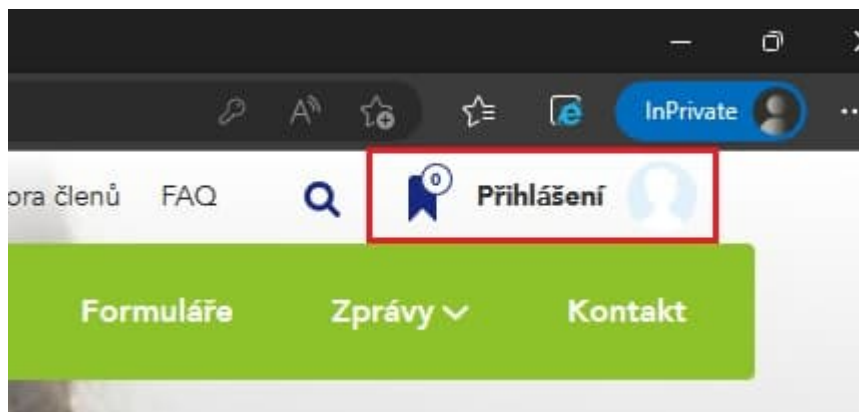 InPrivate
ora členů FAQ 0 Přihlášení
Formuláře Zprávy Kontakt